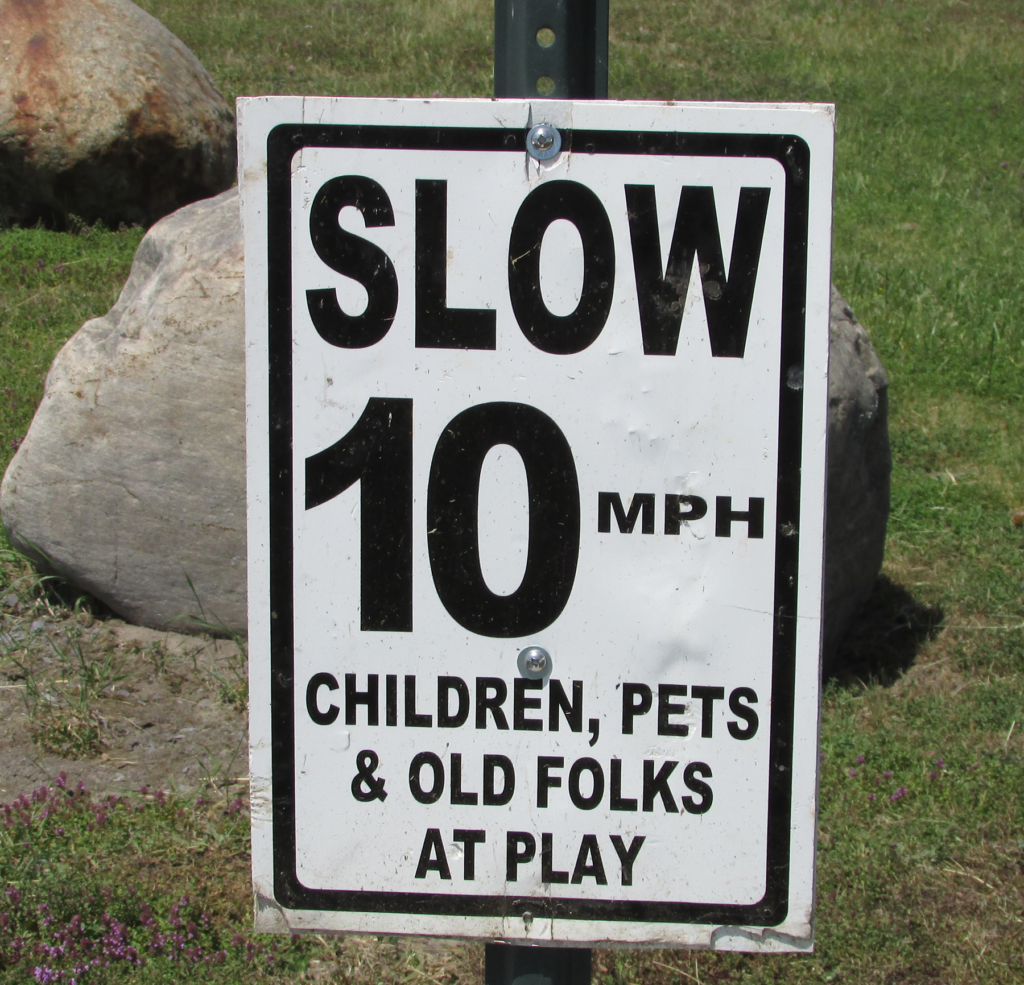 SLOW
10 MPH
CHILDREN, PETS
& OLD FOLKS
AT PLAY